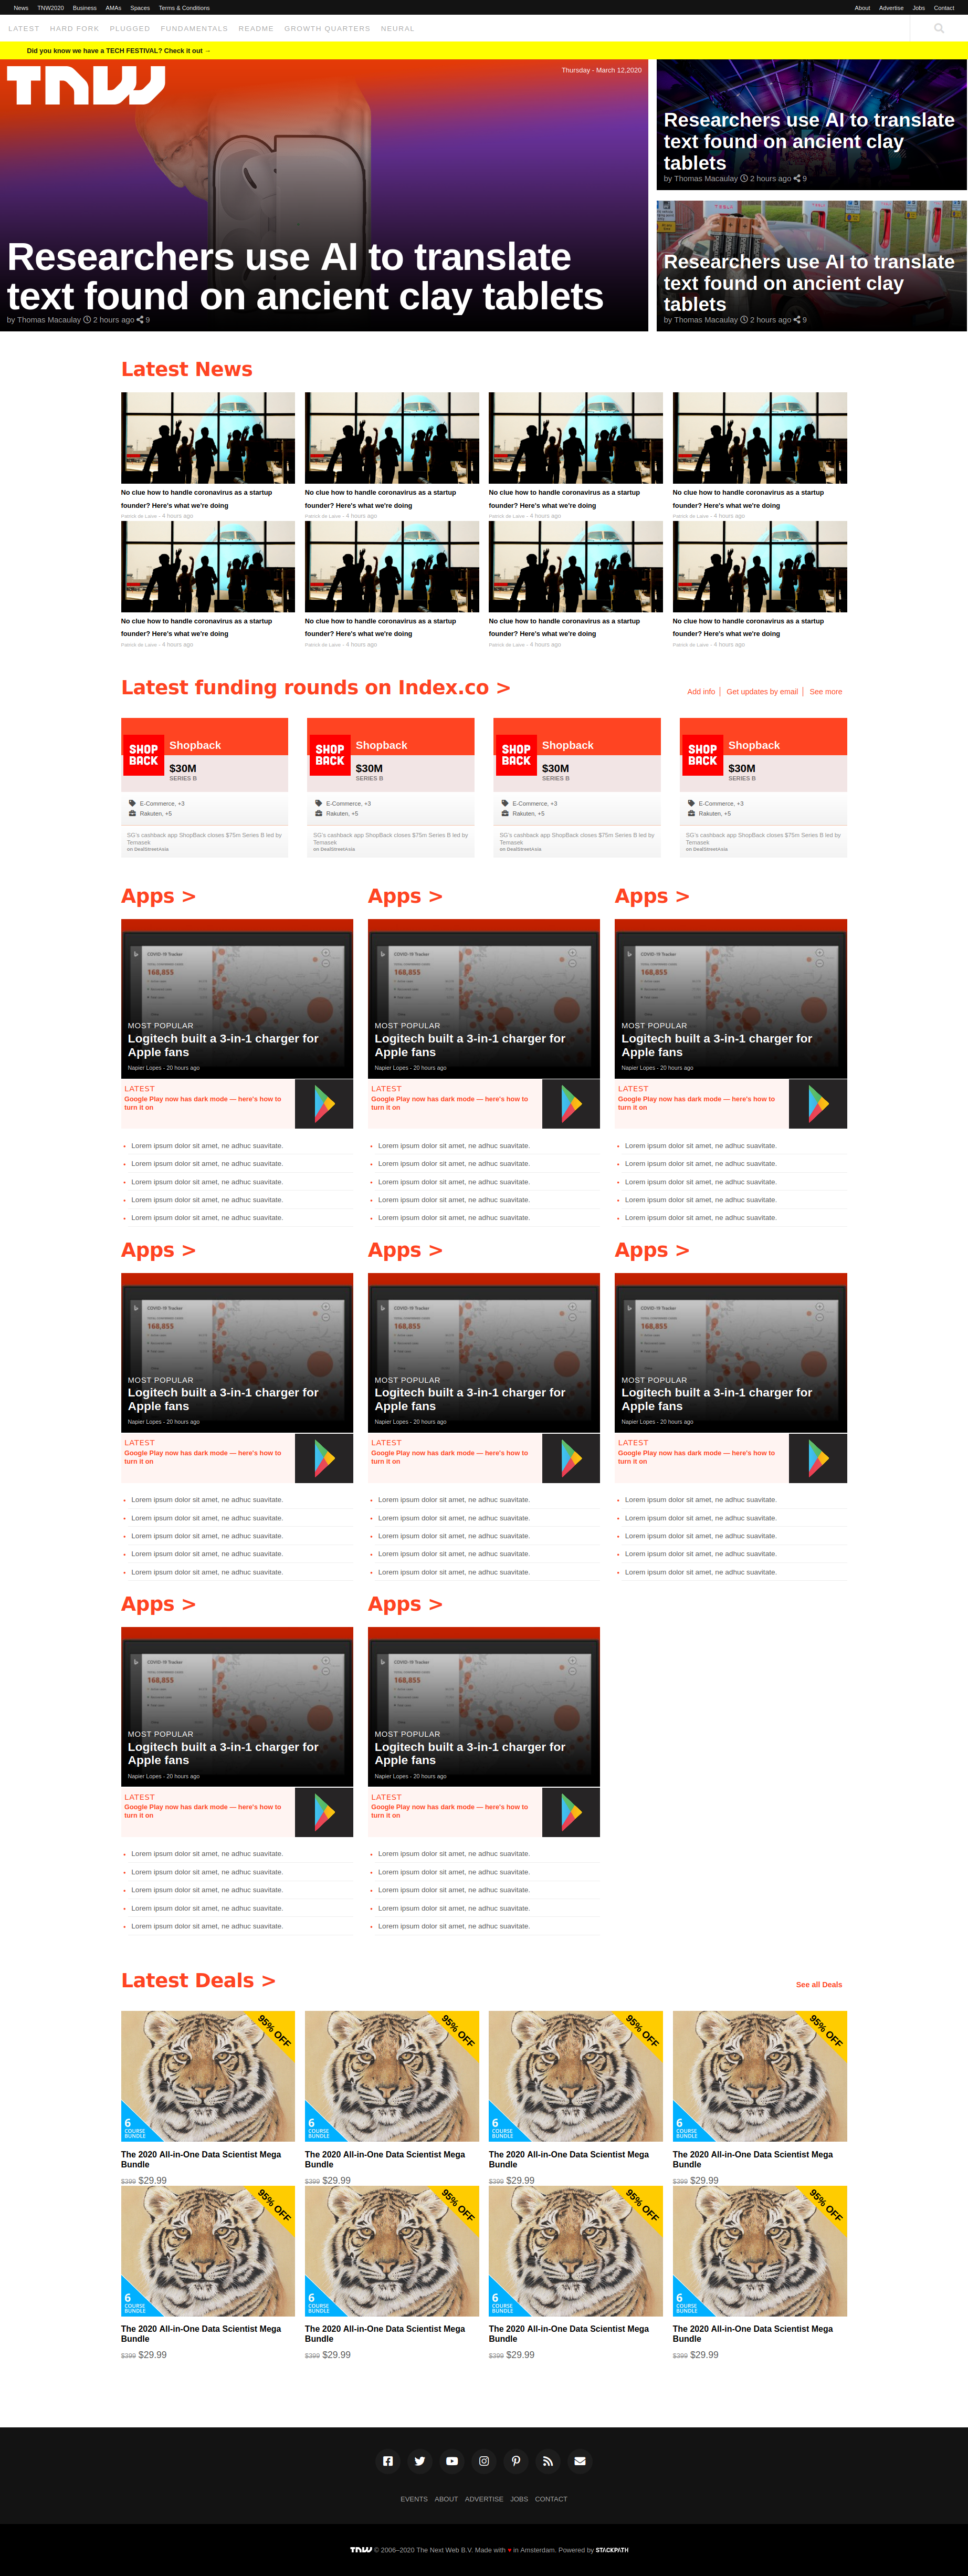 News TNW2020 Business AMAs Spaces Terms & Conditions
About Advertise Jobs Contact
LATEST HARD FORK PLUGGED FUNDAMENTALS README GROWTH QUARTERS NEURAL
Did you know we have a TECH FESTIVAL? Check it out →
TNW
Thursday - March 12,2020
Researchers use AI to translate
text found on ancient clay tablets
by Thomas Macaulay 2 hours ago 9
Researchers use AI to translate
text found on ancient clay
tablets
by Thomas Macaulay 2 hours ago 9
Researchers use AI to translate
text found on ancient clay
tablets
by Thomas Macaulay 2 hours ago 9
Latest News
No clue how to handle coronavirus as a startup
founder? Here's what we're doing
Patrick de Laive - 4 hours ago
No clue how to handle coronavirus as a startup
founder? Here's what we're doing
Patrick de Laive - 4 hours ago
No clue how to handle coronavirus as a startup
founder? Here's what we're doing
Patrick de Laive - 4 hours ago
No clue how to handle coronavirus as a startup
founder? Here's what we're doing
Patrick de Laive - 4 hours ago
No clue how to handle coronavirus as a startup
founder? Here's what we're doing
Patrick de Laive - 4 hours ago
No clue how to handle coronavirus as a startup
founder? Here's what we're doing
Patrick de Laive - 4 hours ago
No clue how to handle coronavirus as a startup
founder? Here's what we're doing
Patrick de Laive - 4 hours ago
No clue how to handle coronavirus as a startup
founder? Here's what we're doing
Patrick de Laive - 4 hours ago
Latest funding rounds on Index.co >
Add info Get updates by email See more
SHOP
BACK
Shopback
$30M
SERIES B
E-Commerce, +3
Rakuten, +5
SG's cashback app ShopBack closes $75m Series B led by
Temasek
on DealStreetAsia
SHOP
BACK
Shopback
$30M
SERIES B
E-Commerce, +3
Rakuten, +5
SG's cashback app ShopBack closes $75m Series B led by
Temasek
on DealStreetAsia
SHOP
BACK
Shopback
$30M
SERIES B
E-Commerce, +3
Rakuten, +5
SG's cashback app ShopBack closes $75m Series B led by
Temasek
on DealStreetAsia
SHOP
BACK
Shopback
$30M
SERIES B
E-Commerce, +3
Rakuten, +5
SG's cashback app ShopBack closes $75m Series B led by
Temasek
on DealStreetAsia
Apps >
COVID-19 Tracker
168,855
MOST POPULAR
Logitech built a 3-in-1 charger for
Apple fans
Napier Lopes - 20 hours ago
LATEST
Google Play now has dark mode — here's how to
turn it on
Lorem ipsum dolor sit amet, ne adhuc suavitate.
Lorem ipsum dolor sit amet, ne adhuc suavitate.
Lorem ipsum dolor sit amet, ne adhuc suavitate.
Lorem ipsum dolor sit amet, ne adhuc suavitate.
Lorem ipsum dolor sit amet, ne adhuc suavitate.
Apps >
COVID-19 Tracker
168,855
MOST POPULAR
Logitech built a 3-in-1 charger for
Apple fans
Napier Lopes - 20 hours ago
LATEST
Google Play now has dark mode — here's how to
turn it on
Lorem ipsum dolor sit amet, ne adhuc suavitate.
Lorem ipsum dolor sit amet, ne adhuc suavitate.
Lorem ipsum dolor sit amet, ne adhuc suavitate.
Lorem ipsum dolor sit amet, ne adhuc suavitate.
Lorem ipsum dolor sit amet, ne adhuc suavitate.
Apps >
COVID-19 Tracker
168,855
MOST POPULAR
Logitech built a 3-in-1 charger for
Apple fans
Napier Lopes - 20 hours ago
LATEST
Google Play now has dark mode — here's how to
turn it on
Lorem ipsum dolor sit amet, ne adhuc suavitate.
Lorem ipsum dolor sit amet, ne adhuc suavitate.
Lorem ipsum dolor sit amet, ne adhuc suavitate.
Lorem ipsum dolor sit amet, ne adhuc suavitate.
Lorem ipsum dolor sit amet, ne adhuc suavitate.
Apps >
COVID-19 Tracker
168,855
MOST POPULAR
Logitech built a 3-in-1 charger for
Apple fans
Napier Lopes - 20 hours ago
LATEST
Google Play now has dark mode — here's how to
turn it on
Lorem ipsum dolor sit amet, ne adhuc suavitate.
Lorem ipsum dolor sit amet, ne adhuc suavitate.
Lorem ipsum dolor sit amet, ne adhuc suavitate.
Lorem ipsum dolor sit amet, ne adhuc suavitate.
Lorem ipsum dolor sit amet, ne adhuc suavitate.
Apps >
COVID-19 Tracker
168,855
MOST POPULAR
Logitech built a 3-in-1 charger for
Apple fans
Napier Lopes - 20 hours ago
LATEST
Google Play now has dark mode — here's how to
turn it on
Lorem ipsum dolor sit amet, ne adhuc suavitate.
Lorem ipsum dolor sit amet, ne adhuc suavitate.
Lorem ipsum dolor sit amet, ne adhuc suavitate.
Lorem ipsum dolor sit amet, ne adhuc suavitate.
Lorem ipsum dolor sit amet, ne adhuc suavitate.
Apps >
COVID-19 Tracker
168,855
MOST POPULAR
Logitech built a 3-in-1 charger for
Apple fans
Napier Lopes - 20 hours ago
LATEST
Google Play now has dark mode — here's how to
turn it on
Lorem ipsum dolor sit amet, ne adhuc suavitate.
Lorem ipsum dolor sit amet, ne adhuc suavitate.
Lorem ipsum dolor sit amet, ne adhuc suavitate.
Lorem ipsum dolor sit amet, ne adhuc suavitate.
Lorem ipsum dolor sit amet, ne adhuc suavitate.
Apps >
COVID-19 Tracker
168,855
MOST POPULAR
Logitech built a 3-in-1 charger for
Apple fans
Napier Lopes - 20 hours ago
LATEST
Google Play now has dark mode — here's how to
turn it on
Lorem ipsum dolor sit amet, ne adhuc suavitate.
Lorem ipsum dolor sit amet, ne adhuc suavitate.
Lorem ipsum dolor sit amet, ne adhuc suavitate.
Lorem ipsum dolor sit amet, ne adhuc suavitate.
Lorem ipsum dolor sit amet, ne adhuc suavitate.
Apps >
COVID-19 Tracker
168,855
MOST POPULAR
Logitech built a 3-in-1 charger for
Apple fans
Napier Lopes - 20 hours ago
LATEST
Google Play now has dark mode — here's how to
turn it on
Lorem ipsum dolor sit amet, ne adhuc suavitate.
Lorem ipsum dolor sit amet, ne adhuc suavitate.
Lorem ipsum dolor sit amet, ne adhuc suavitate.
Lorem ipsum dolor sit amet, ne adhuc suavitate.
Lorem ipsum dolor sit amet, ne adhuc suavitate.
Latest Deals >
See all Deals
95% OFF
6
COURSE
BUNDLE
The 2020 All-in-One Data Scientist Mega
Bundle
$399 $29.99
95% OFF
6
COURSE
BUNDLE
The 2020 All-in-One Data Scientist Mega
Bundle
$399 $29.99
95% OFF
6
COURSE
BUNDLE
The 2020 All-in-One Data Scientist Mega
Bundle
$399 $29.99
95% OFF
6
COURSE
BUNDLE
The 2020 All-in-One Data Scientist Mega
Bundle
$399 $29.99
95% OFF
6
COURSE
BUNDLE
The 2020 All-in-One Data Scientist Mega
Bundle
$399 $29.99
95% OFF
6
COURSE
BUNDLE
The 2020 All-in-One Data Scientist Mega
Bundle
$399 $29.99
95% OFF
6
COURSE
BUNDLE
The 2020 All-in-One Data Scientist Mega
Bundle
$399 $29.99
95% OFF
6
COURSE
BUNDLE
The 2020 All-in-One Data Scientist Mega
Bundle
$399 $29.99
EVENTS ABOUT ADVERTISE JOBS CONTACT
TNW © 2006–2020 The Next Web B.V. Made with ♥ in Amsterdam. Powered by STACKPATH